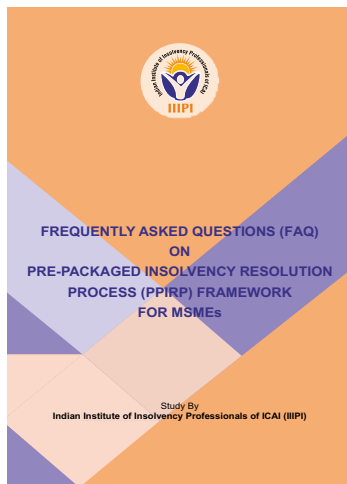 Indian Institute of Insolvency Professionals of ICAI
IIIPI
FREQUENTLY ASKED QUESTIONS (FAQ)
ON
PRE-PACKAGED INSOLVENCY RESOLUTION
PROCESS (PPIRP) FRAMEWORK
FOR MSMEs
Study By
Indian Institute of Insolvency Professionals of ICAI (IIIPI)